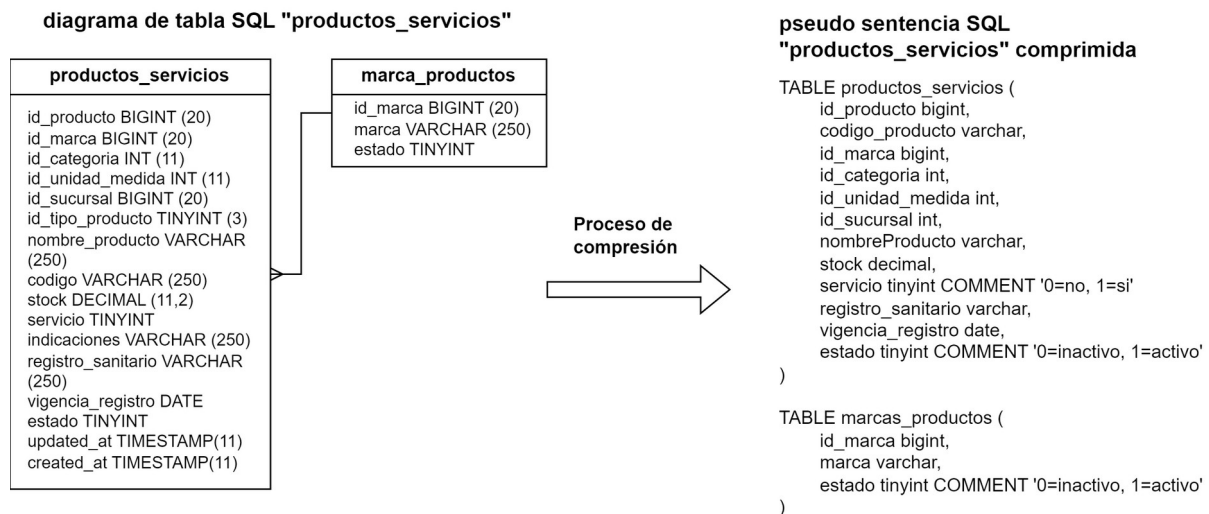 diagrama de tabla SQL "productos_servicios"
productos_servicios
id_producto BIGINT (20)
id_marca BIGINT (20)
id_categoria INT (11)
id_unidad_medida INT (11)
id_sucursal BIGINT (20)
id_tipo_producto TINYINT (3)
nombre_producto VARCHAR
(250)
codigo VARCHAR (250)
stock DECIMAL (11,2)
servicio TINYINT
indicaciones VARCHAR (250)
registro_sanitario VARCHAR
(250)
vigencia_registro DATE
estado TINYINT
updated_at TIMESTAMP(11)
created_at TIMESTAMP(11)
marca_productos
id_marca BIGINT (20)
marca VARCHAR (250)
estado TINYINT
Proceso de
compresión
pseudo sentencia SQL
"productos_servicios" comprimida
TABLE productos_servicios (
id_producto bigint,
codigo_producto varchar,
id_marca bigint,
id_categoria int,
id_unidad_medida int,
id_sucursal int,
nombreProducto varchar,
stock decimal,
servicio tinyint COMMENT '0=no, 1=si'
registro_sanitario varchar,
vigencia_registro date,
estado tinyint COMMENT '0=inactivo, 1=activo'
)
TABLE marcas_productos (
id_marca bigint,
marca varchar,
estado tinyint COMMENT '0=inactivo, 1=activo'
)